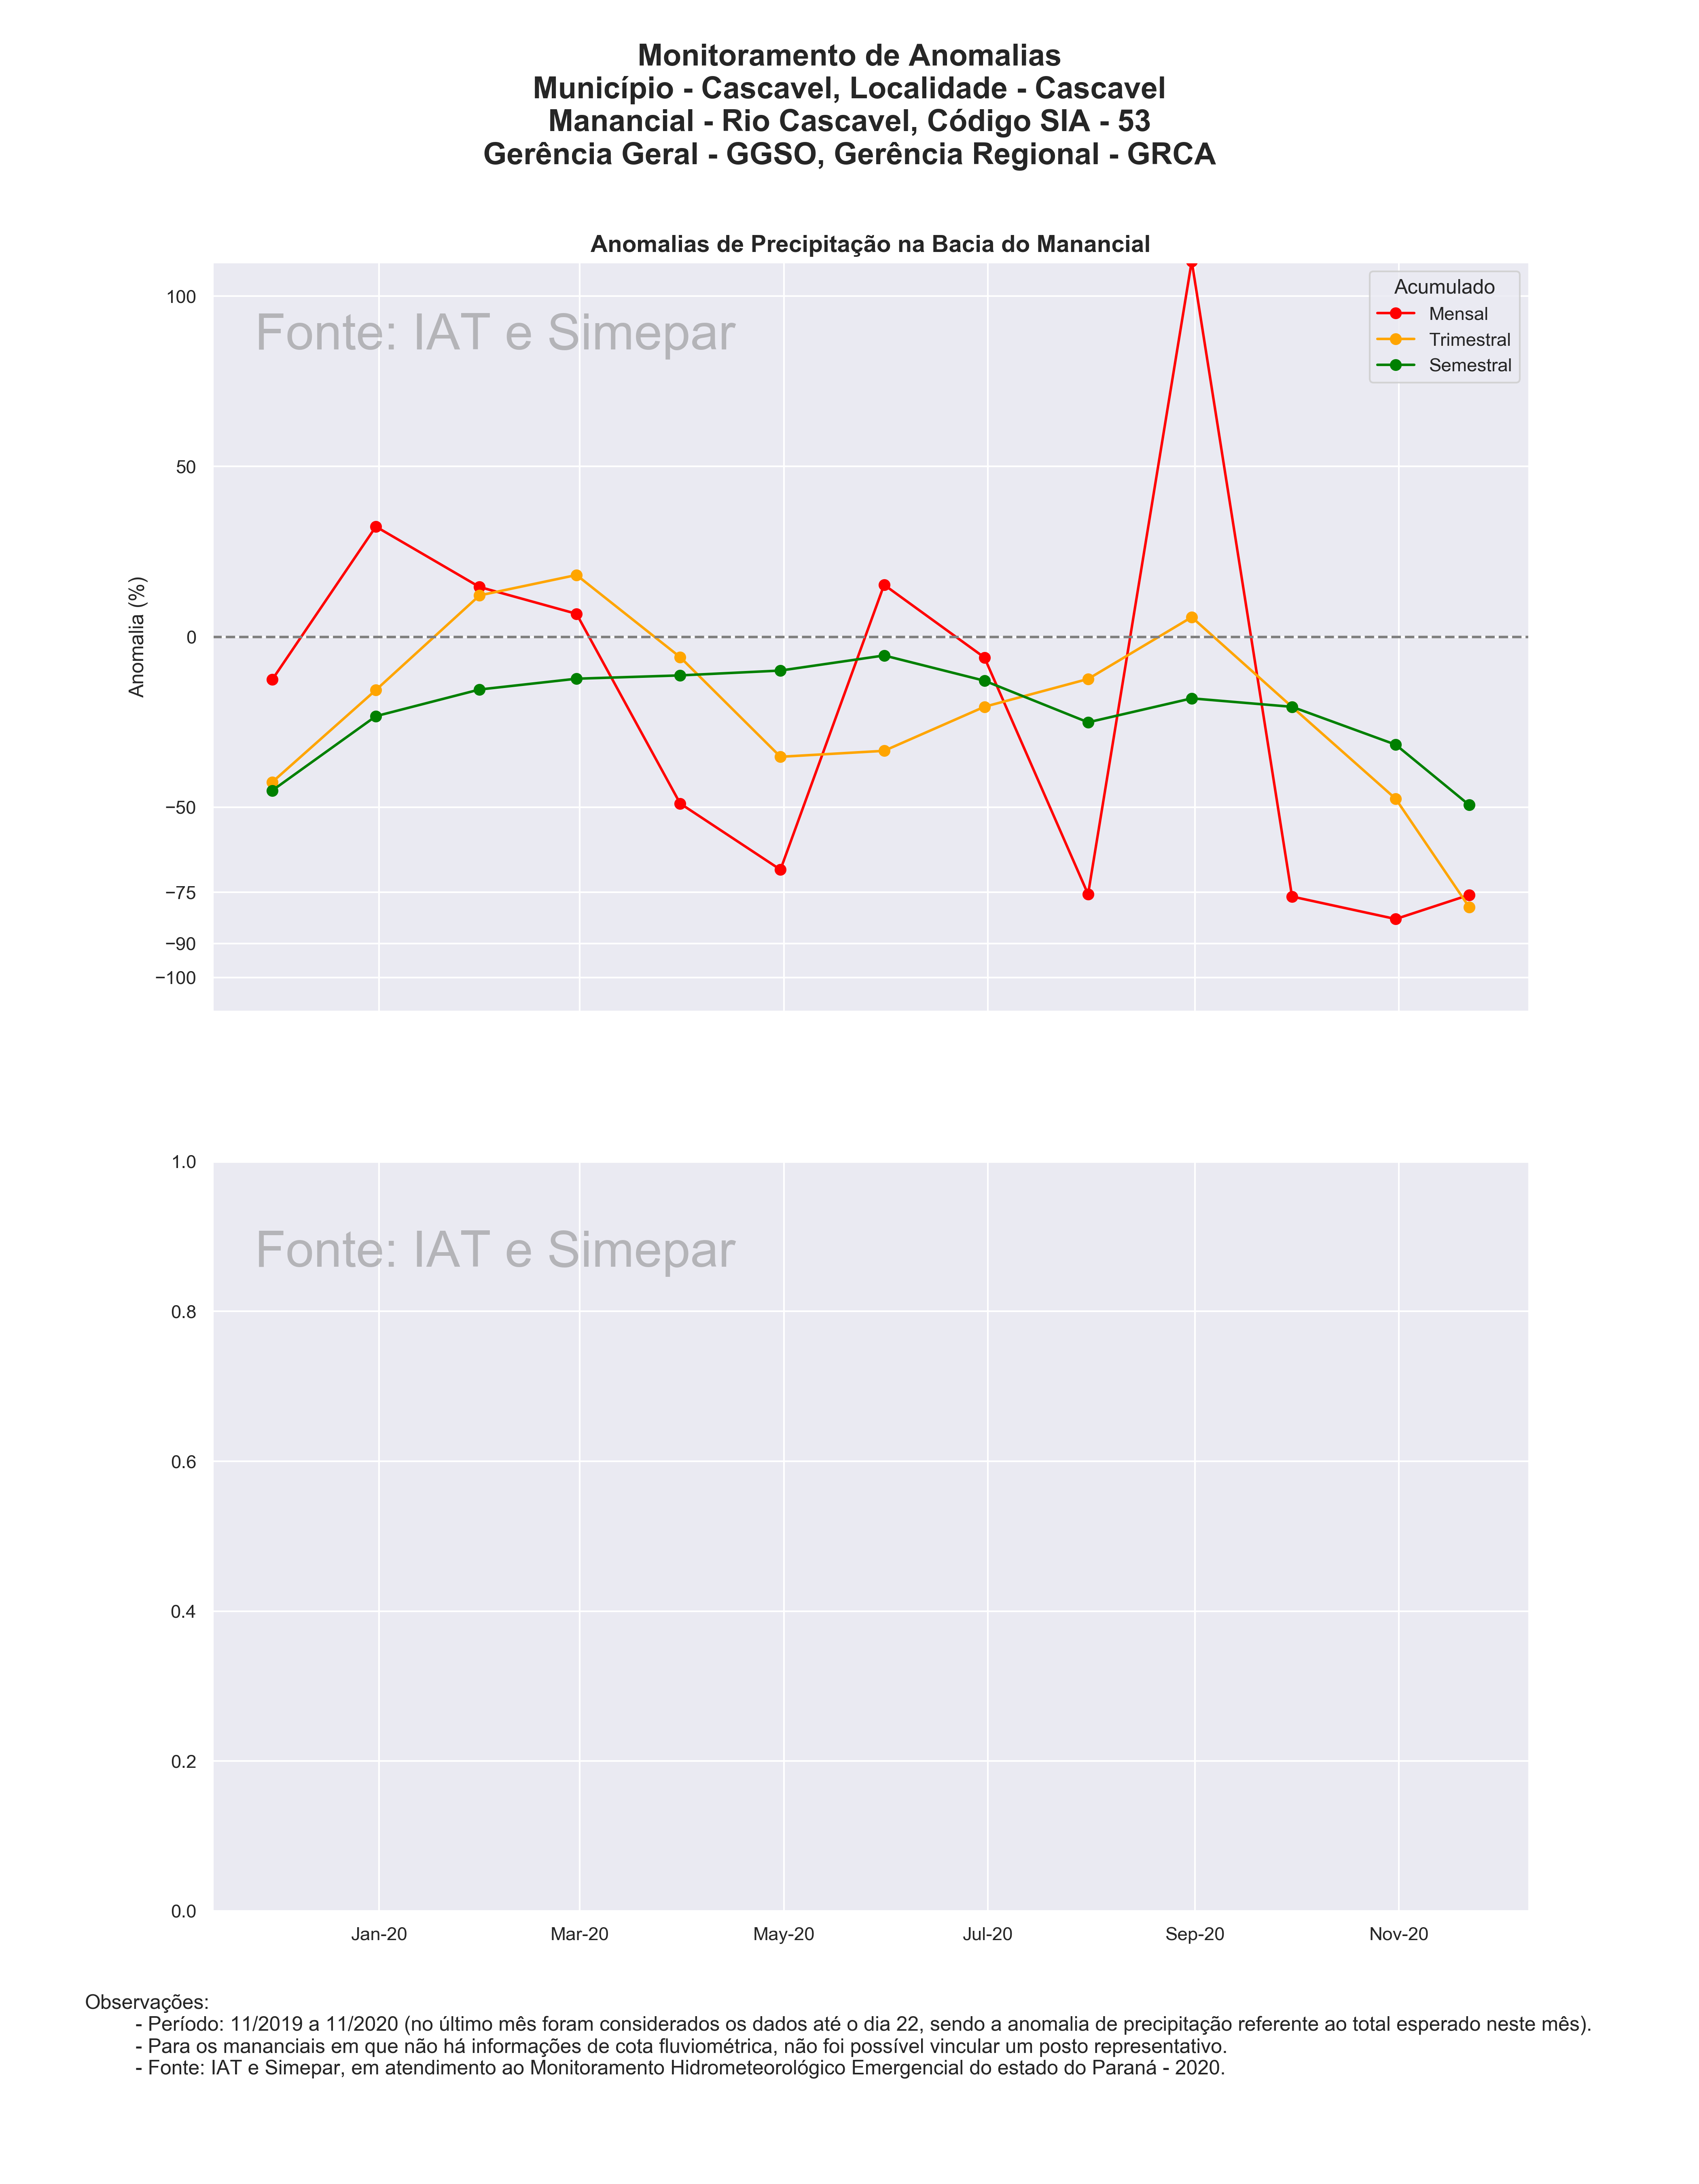 Monitoramento de Anomalias
Município - Cascavel, Localidade - Cascavel
Manancial - Rio Cascavel, Código SIA - 53
Gerência Geral - GGSO, Gerência Regional - GRCA
Anomalias de Precipitação na Bacia do Manancial
Fonte: IAT e Simepar
Acumulado
Mensal
Trimestral
Semestral
Anomalia (%)
100
50
0
−50
−75
−90
−100
Fonte: IAT e Simepar
1.0
0.8
0.6
0.4
0.2
0.0
Jan-20 Mar-20 May-20 Jul-20 Sep-20 Nov-20
Observações:
- Período: 11/2019 a 11/2020 (no último mês foram considerados os dados até o dia 22, sendo a anomalia de precipitação referente ao total esperado neste mês).
- Para os mananciais em que não há informações de cota fluviométrica, não foi possível vincular um posto representativo.
- Fonte: IAT e Simepar, em atendimento ao Monitoramento Hidrometeorológico Emergencial do estado do Paraná - 2020.